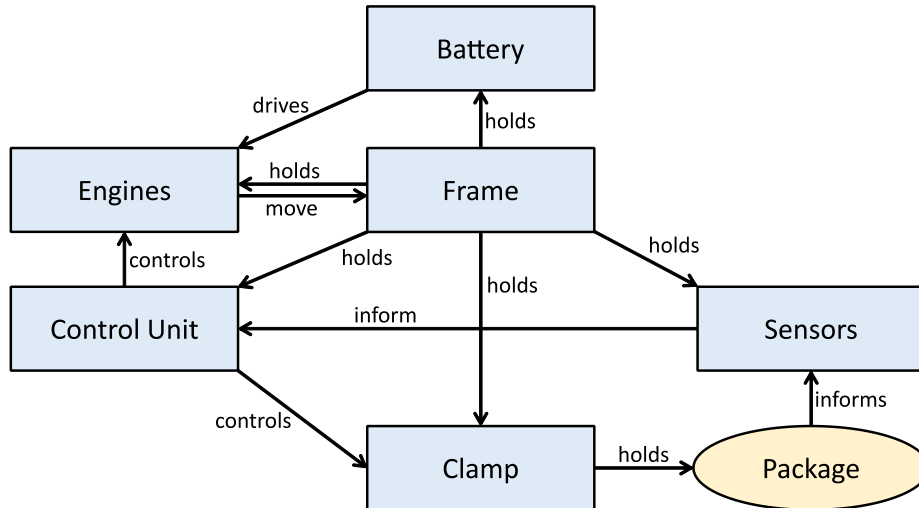 Battery
drives
holds
Engines
holds
move
Frame
controls
holds
holds
holds
Control Unit
inform
Sensors
controls
informs
Clamp
holds
Package